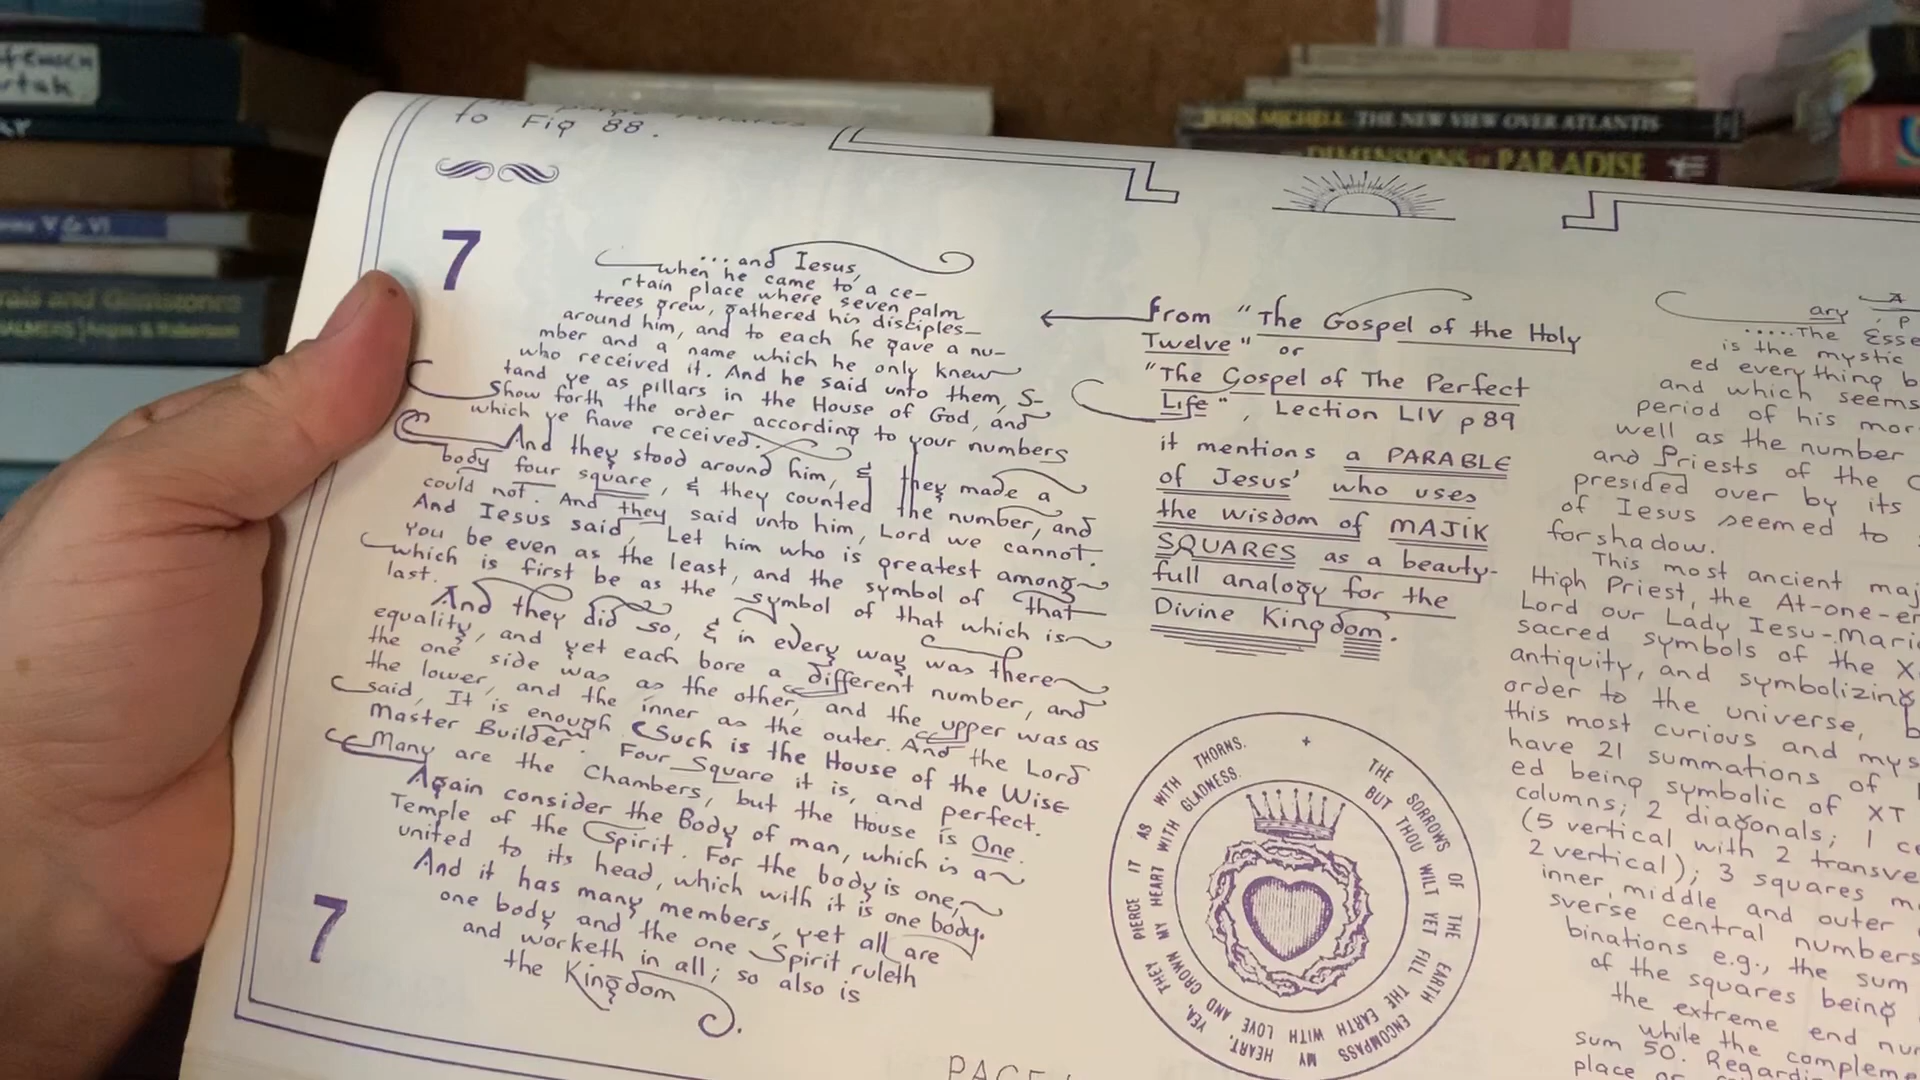 to Fig 88.
7
...and Iesus,
when he came to a ce-
rtain place where seven palm
trees grew, gathered his disciples
around him, and to each he gave a nu-
mber and a name which he only knew
who received it. And he said unto them, S-
tand ye as pillars in the House of God, and
Show forth the order according to your numbers
which ye have received.
And they stood around him, & they made a
body four square, & they counted the number, and
could not. And they said unto him, Lord we cannot.
And Iesus said, Let him who is greatest among
You be even as the least, and the symbol of that
which is first be as the symbol of that which is
last.
And they did so, & in every way was there
equality, and yet each bore a different number, and
the one side was as the other, and the upper was as
the lower, and the inner as the outer. And the Lord
said, It is enough. Such is the House of the Wise
Master Builder. Four Square it is, and perfect.
Many are the Chambers, but the House is One.
Again consider the Body of man, which is a
Temple of the Spirit. For the body is one,
united to its head, which with it is one body.
And it has many members, yet all are
one body and the one Spirit ruleth
and worketh in all; so also is
the Kingdom
7
From "The Gospel of the Holy
Twelve" or
"The Gospel of The Perfect
Life", Lection LIV p89
it mentions a PARABLE
of Jesus' who uses
the wisdom of MAJIK
SQUARES as a beauty-
full analogy for the
Divine Kingdom.
THE SORROWS OF THE EARTH ENCOMPASS MY HEART, YEA, THEY PIERCE IT AS WITH THORNS.
BUT THOU WILT YET FILL THE EARTH WITH LOVE AND CROWN MY HEART WITH GLADNESS.
A
ary
.....The Esse
is the mystic
ed everything b
and which seems
period of his mor
well as the number
and Priests of the C
presided over by its
of Iesus seemed to
forshadow.
This most ancient maj
High Priest, the At-one-e
Lord our Lady Iesu-Mari
sacred symbols of the X
antiquity, and symbolizing
order to the universe, b
this most curious and mys
have 21 summations of
ed being symbolic of XT
columns; 2 diagonals; 1 c
(5 vertical with 2 transve
2 vertical); 3 squares m
inner, middle and outer
sverse central numbers
binations e.g., the sum
of the squares being
the extreme end nu
while the complem
sum 50. Regardi
place
JOHN MICHELL THE NEW VIEW OVER ATLANTIS
DIMENSIONS of PARADISE
V & VI
and Gemstones
Angus & Robertson